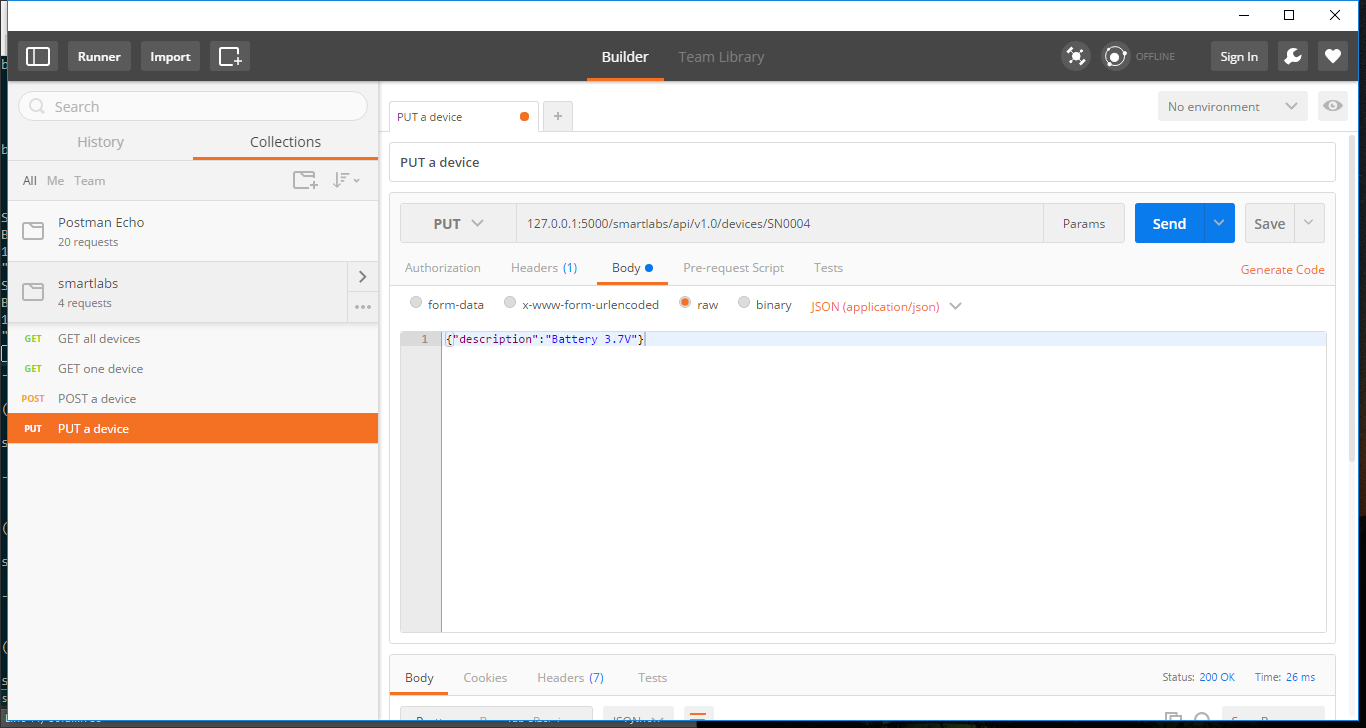 Runner Import Builder Team Library OFFLINE Sign In
Search
History Collections
All Me Team
Postman Echo
20 requests
smartlabs
4 requests
GET GET all devices
GET GET one device
POST POST a device
PUT PUT a device
PUT a device + No environment
PUT a device
PUT 127.0.0.1:5000/smartlabs/api/v1.0/devices/SN0004 Params Send Save
Authorization Headers (1) Body Pre-request Script Tests Generate Code
form-data x-www-form-urlencoded raw binary JSON (application/json)
1 {"description":"Battery 3.7V"}
Body Cookies Headers (7) Tests Status: 200 OK Time: 26 ms